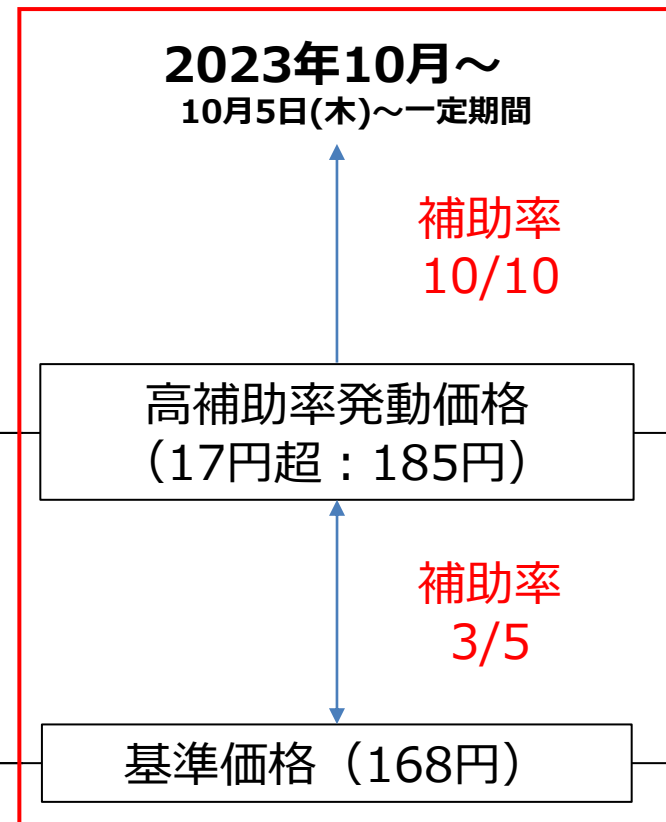 2023年10月～
10月5日(木)～一定期間
補助率
10/10
高補助率発動価格
（17円超：185円）
補助率
3/5
基準価格（168円）